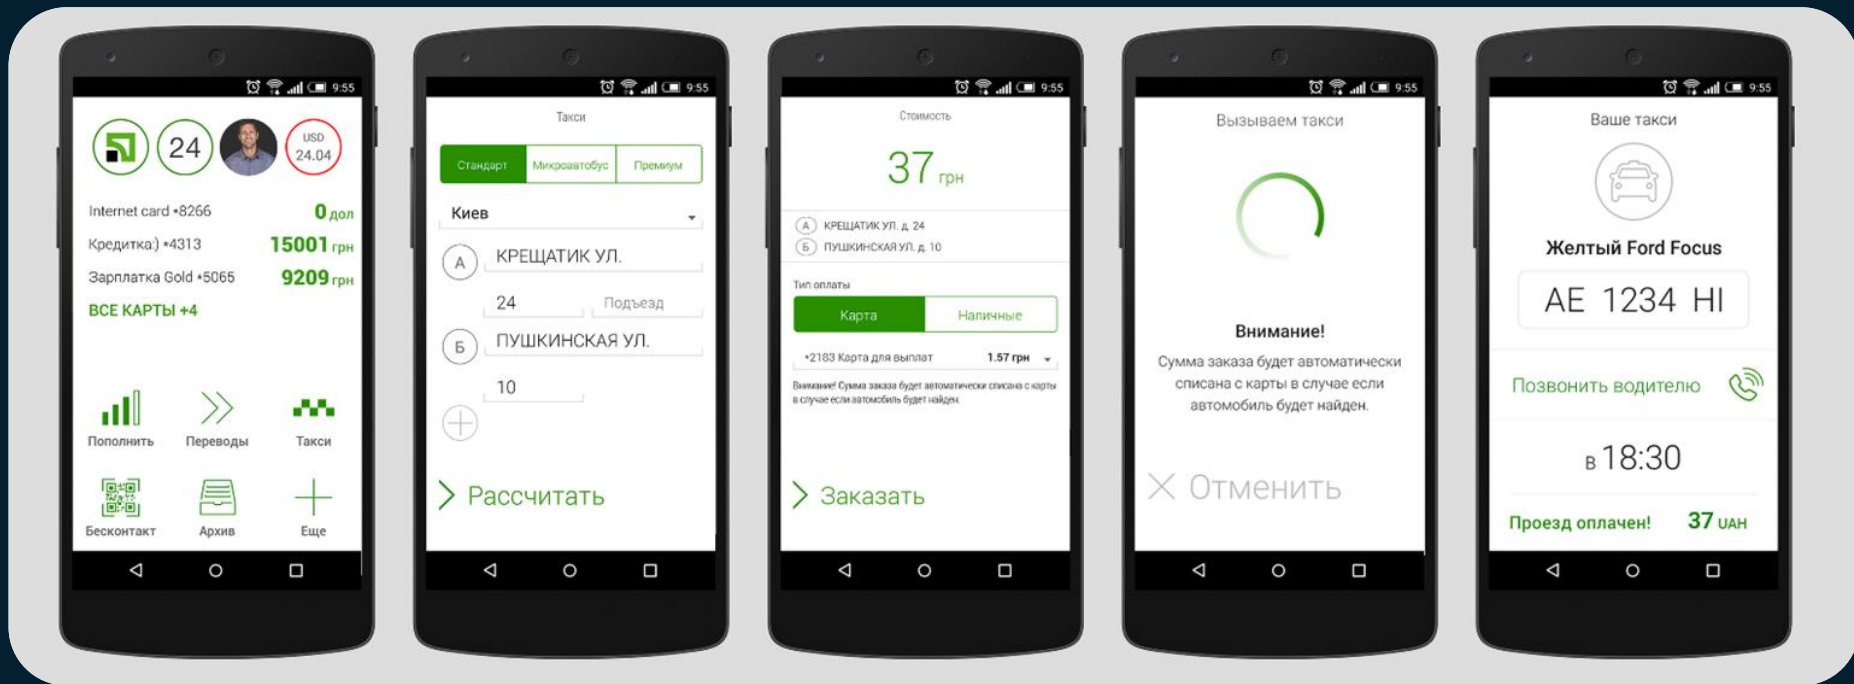 9:55
24
USD
24.04
Internet card *8266 0 дол
Кредитка:) *4313 15001 грн
Зарплатка Gold *5065 9209 грн
ВСЕ КАРТЫ +4
Пополнить Переводы Такси
Бесконтакт Архив Еще
9:55
Такси
Стандарт Микроавтобус Премиум
Киев
А КРЕЩАТИК УЛ.
24 Подъезд
Б ПУШКИНСКАЯ УЛ.
10
Рассчитать
9:55
Стоимость
37 грн
А КРЕЩАТИК УЛ. д. 24
Б ПУШКИНСКАЯ УЛ. д. 10
Тип оплаты
Карта Наличные
*2183 Карта для выплат 1.57 грн
Внимание! Сумма заказа будет автоматически списана с карты
в случае если автомобиль будет найден.
Заказать
9:55
Вызываем такси
Внимание!
Сумма заказа будет автоматически
списана с карты в случае если
автомобиль будет найден.
Отменить
9:55
Ваше такси
Желтый Ford Focus
AE 1234 HI
Позвонить водителю
в 18:30
Проезд оплачен! 37 UAH